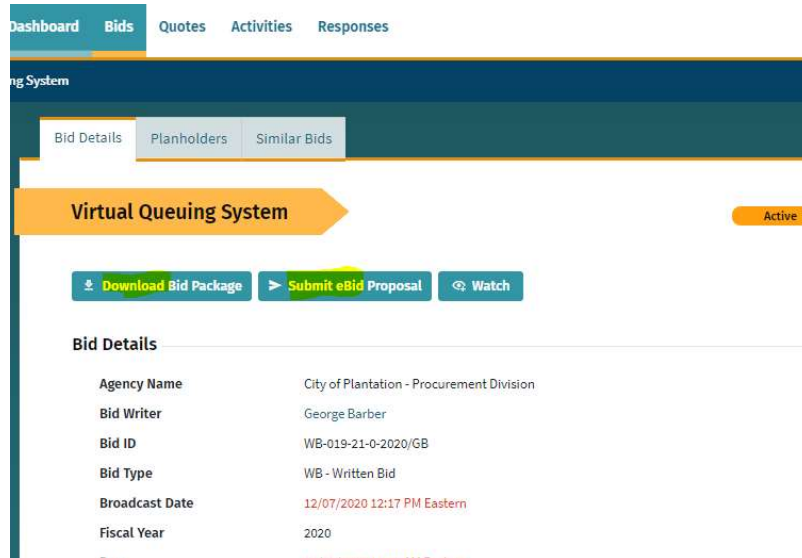 Dashboard Bids Quotes Activities Responses
ng System
Bid Details Planholders Similar Bids
Virtual Queuing System
Active
Download Bid Package Submit eBid Proposal Watch
Bid Details
Agency Name City of Plantation - Procurement Division
Bid Writer George Barber
Bid ID WB-019-21-0-2020/GB
Bid Type WB - Written Bid
Broadcast Date 12/07/2020 12:17 PM Eastern
Fiscal Year 2020